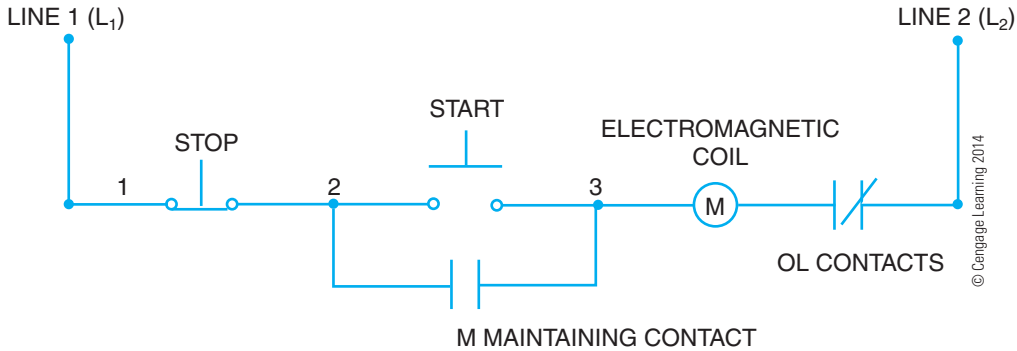 LINE 1 (L₁)
LINE 2 (L₂)
START
STOP
ELECTROMAGNETIC
COIL
1
2
3
M
OL CONTACTS
M MAINTAINING CONTACT
© Cengage Learning 2014